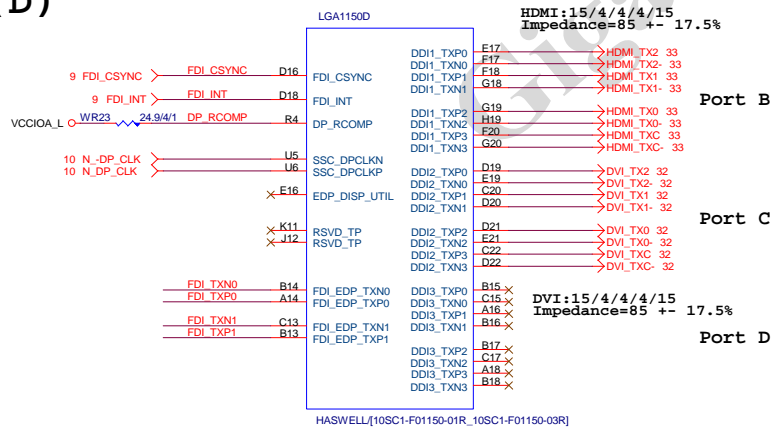 D)
LGA1150D
HDMI:15/4/4/4/15
Impedance=85 +- 17.5%
9 FDI_CSYNC FDI_CSYNC D16 FDI_CSYNC
9 FDI_INT FDI_INT D18 FDI_INT
VCCIOA_L WR23 24.9/4/1 DP_RCOMP R4 DP_RCOMP
10 N_-DP_CLK U5 SSC_DPCLKN
10 N_DP_CLK U6 SSC_DPCLKP
E16 EDP_DISP_UTIL
K11 RSVD_TP
J12 RSVD_TP
FDI_TXN0 B14 FDI_EDP_TXN0
FDI_TXP0 A14 FDI_EDP_TXP0
FDI_TXN1 C13 FDI_EDP_TXN1
FDI_TXP1 B13 FDI_EDP_TXP1
DDI1_TXP0 E17 HDMI_TX2 33
DDI1_TXN0 F17 HDMI_TX2- 33
DDI1_TXP1 F18 HDMI_TX1 33
DDI1_TXN1 G18 HDMI_TX1- 33
Port B
DDI1_TXP2 G19 HDMI_TX0 33
DDI1_TXN2 H19 HDMI_TX0- 33
DDI1_TXP3 F20 HDMI_TXC 33
DDI1_TXN3 G20 HDMI_TXC- 33
DDI2_TXP0 D19 DVI_TX2 32
DDI2_TXN0 E19 DVI_TX2- 32
DDI2_TXP1 C20 DVI_TX1 32
DDI2_TXN1 D20 DVI_TX1- 32
Port C
DDI2_TXP2 D21 DVI_TX0 32
DDI2_TXN2 E21 DVI_TX0- 32
DDI2_TXP3 C22 DVI_TXC 32
DDI2_TXN3 D22 DVI_TXC- 32
DDI3_TXP0 B15
DDI3_TXN0 C15
DDI3_TXP1 A16
DDI3_TXN1 B16
DVI:15/4/4/4/15
Impedance=85 +- 17.5%
Port D
DDI3_TXP2 B17
DDI3_TXN2 C17
DDI3_TXP3 A18
DDI3_TXN3 B18
HASWELL/[10SC1-F01150-01R_10SC1-F01150-03R]
Giga